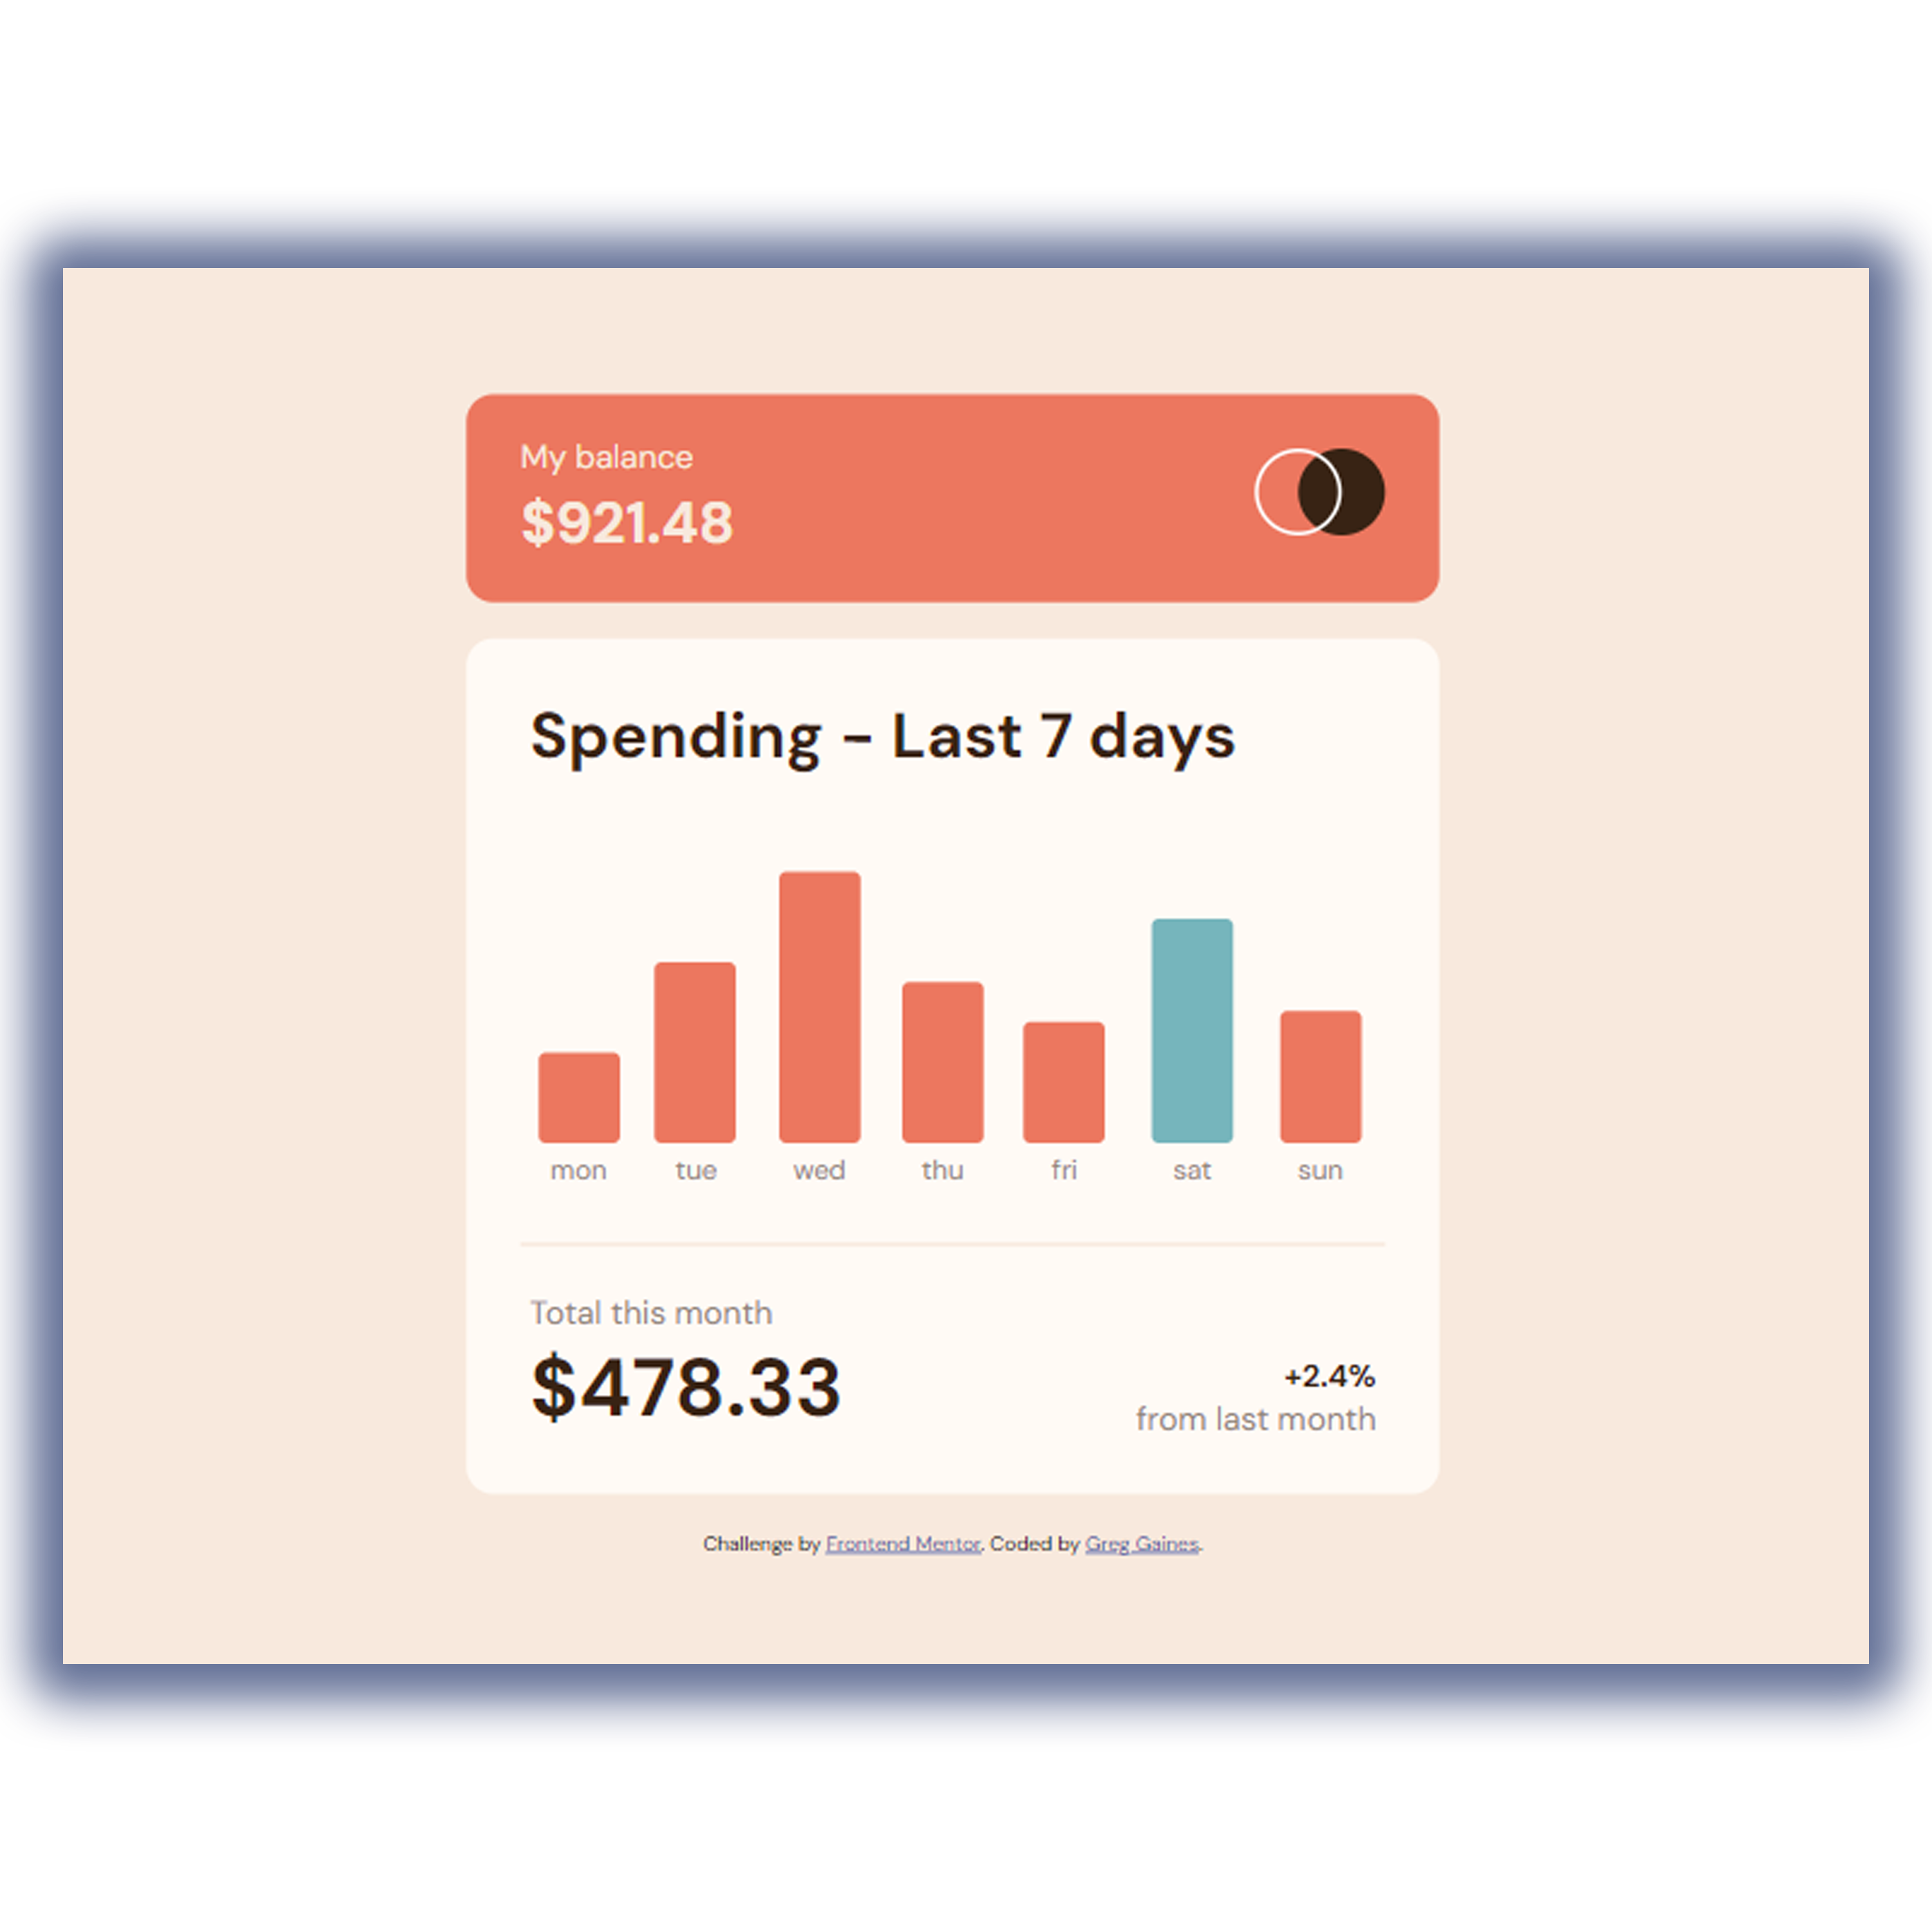 My balance
$921.48
Spending - Last 7 days
mon tue wed thu fri sat sun
Total this month
$478.33
+2.4%
from last month
Challenge by Frontend Mentor. Coded by Greg Gaines.